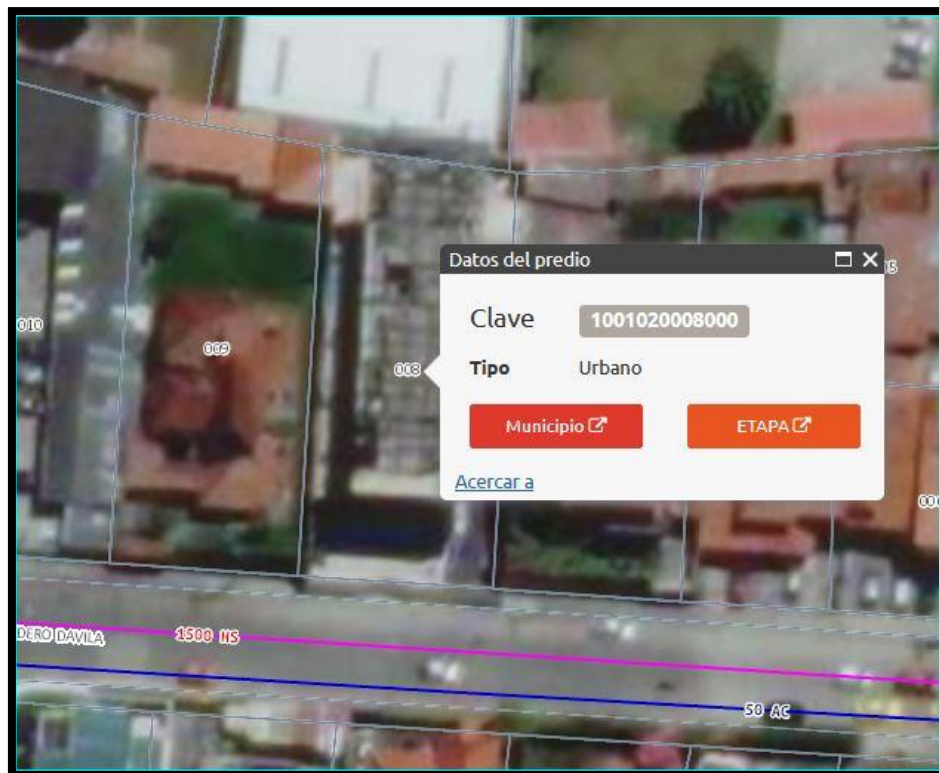 Datos del predio
Clave 1001020008000
Tipo Urbano
Municipio
ETAPA
Acercar a
010
009
008
DERO DAVILA
1500 HS
50 AC